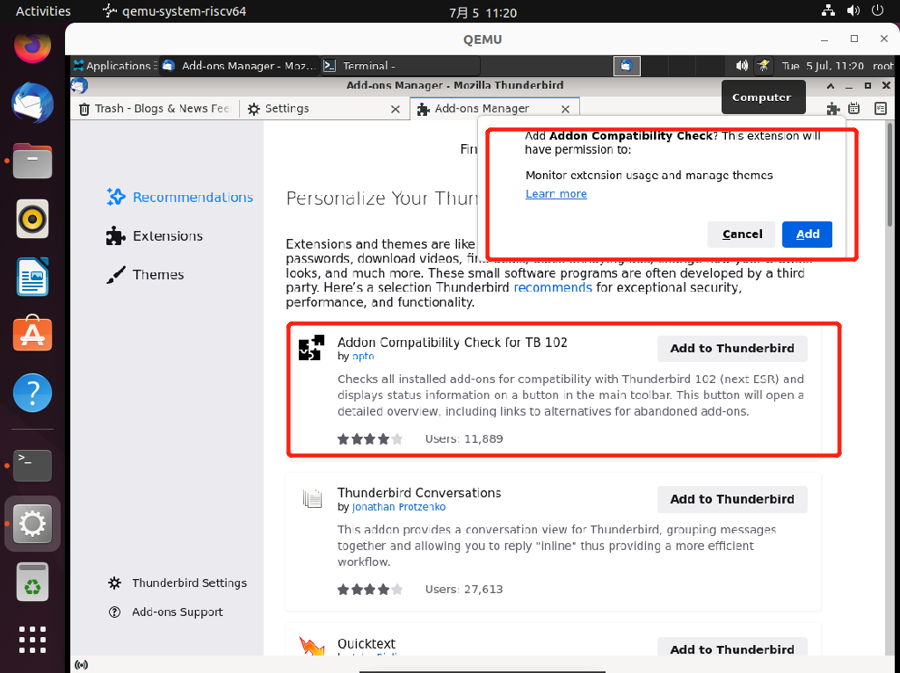 Activities
qemu-system-riscv64
7月 5 11:20
QEMU
Applications
Add-ons Manager - Moz...
Terminal -
Tue 5 Jul, 11:20
root
Add-ons Manager - Mozilla Thunderbird
Trash - Blogs & News Fee
Settings
Add-ons Manager
Computer
Add Addon Compatibility Check? This extension will
have permission to:
Monitor extension usage and manage themes
Learn more
Cancel
Add
Fin
Recommendations
Extensions
Themes
Thunderbird Settings
Add-ons Support
Personalize Your Thun
Extensions and themes are like
passwords, download videos,
looks, and much more. These small software programs are often developed by a third
party. Here's a selection Thunderbird recommends for exceptional security,
performance, and functionality.
Addon Compatibility Check for TB 102
by opto
Add to Thunderbird
Checks all installed add-ons for compatibility with Thunderbird 102 (next ESR) and
displays status information on a button in the main toolbar. This button will open a
detailed overview, including links to alternatives for abandoned add-ons.
Users: 11,889
Thunderbird Conversations
by Jonathan Protzenko
Add to Thunderbird
This addon provides a conversation view for Thunderbird, grouping messages
together and allowing you to reply "inline" thus providing a more efficient
workflow.
Users: 27,613
Quicktext
Add to Thunderbird